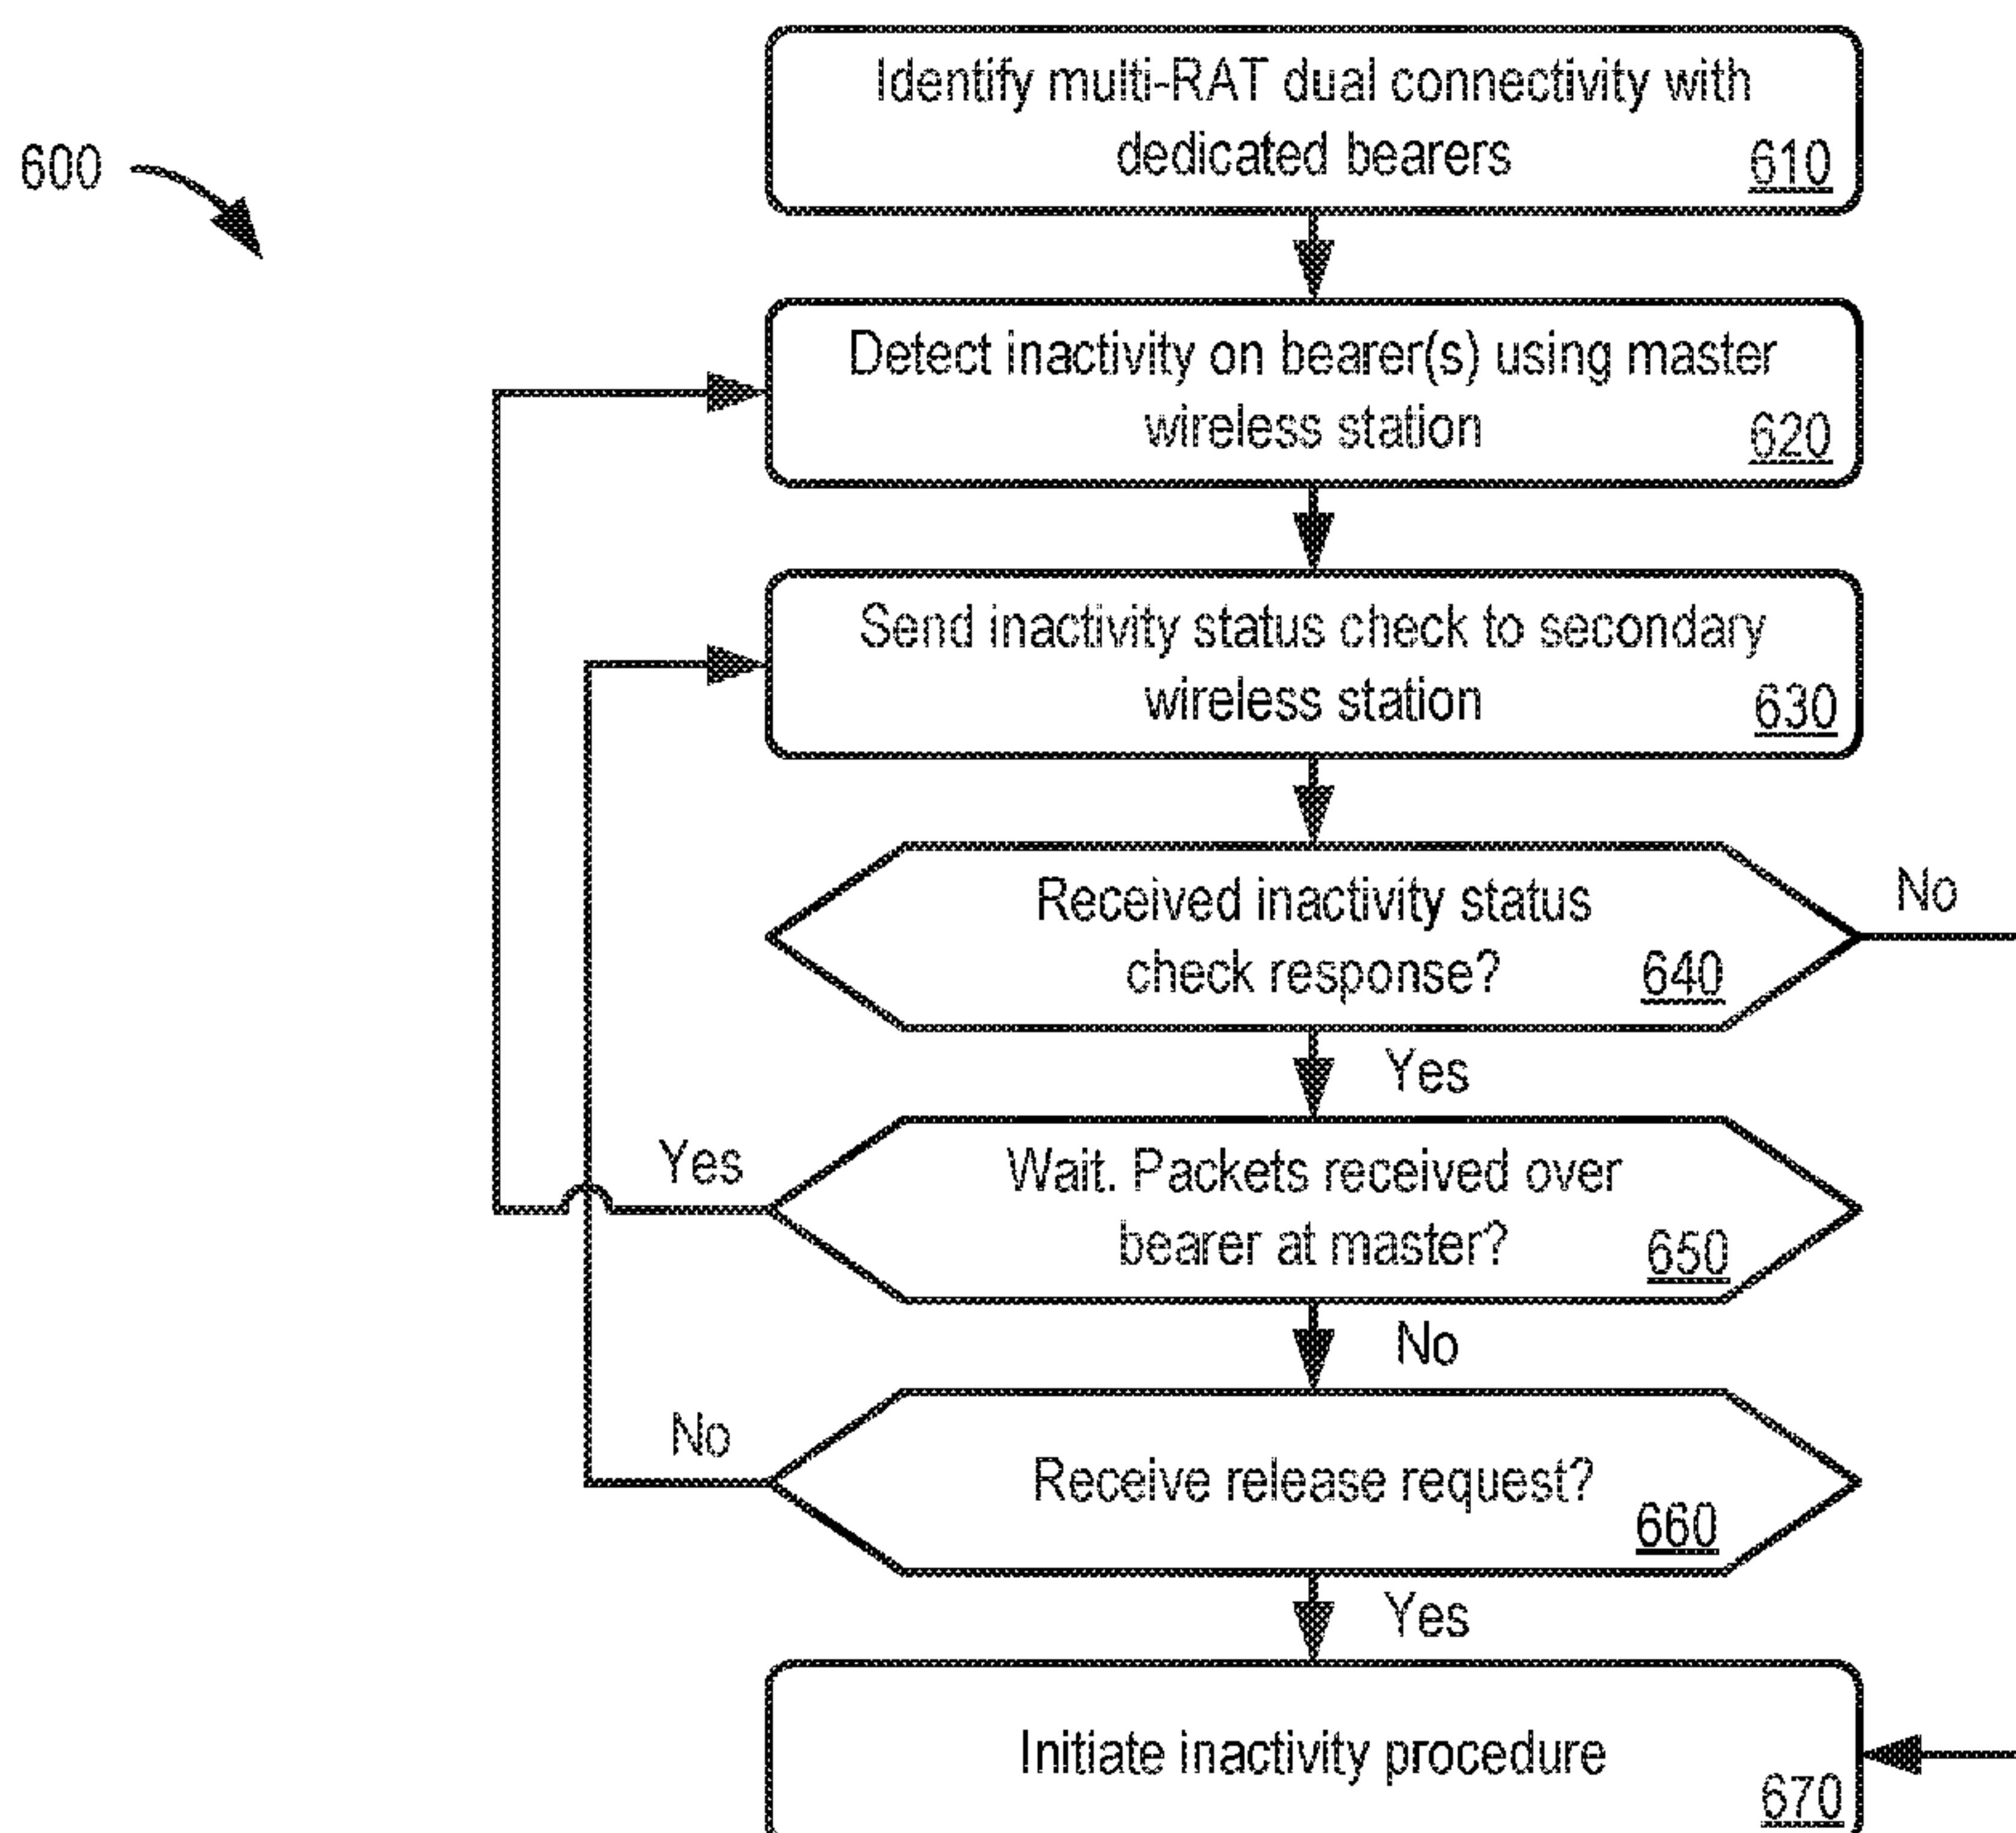 600
Identify multi-RAT dual connectivity with
dedicated bearers
610
Detect inactivity on bearer(s) using master
wireless station
620
Send inactivity status check to secondary
wireless station
630
Received inactivity status
check response?
640
No
Yes
Wait. Packets received over
bearer at master?
650
Yes
No
Receive release request?
660
No
Yes
Initiate inactivity procedure
670